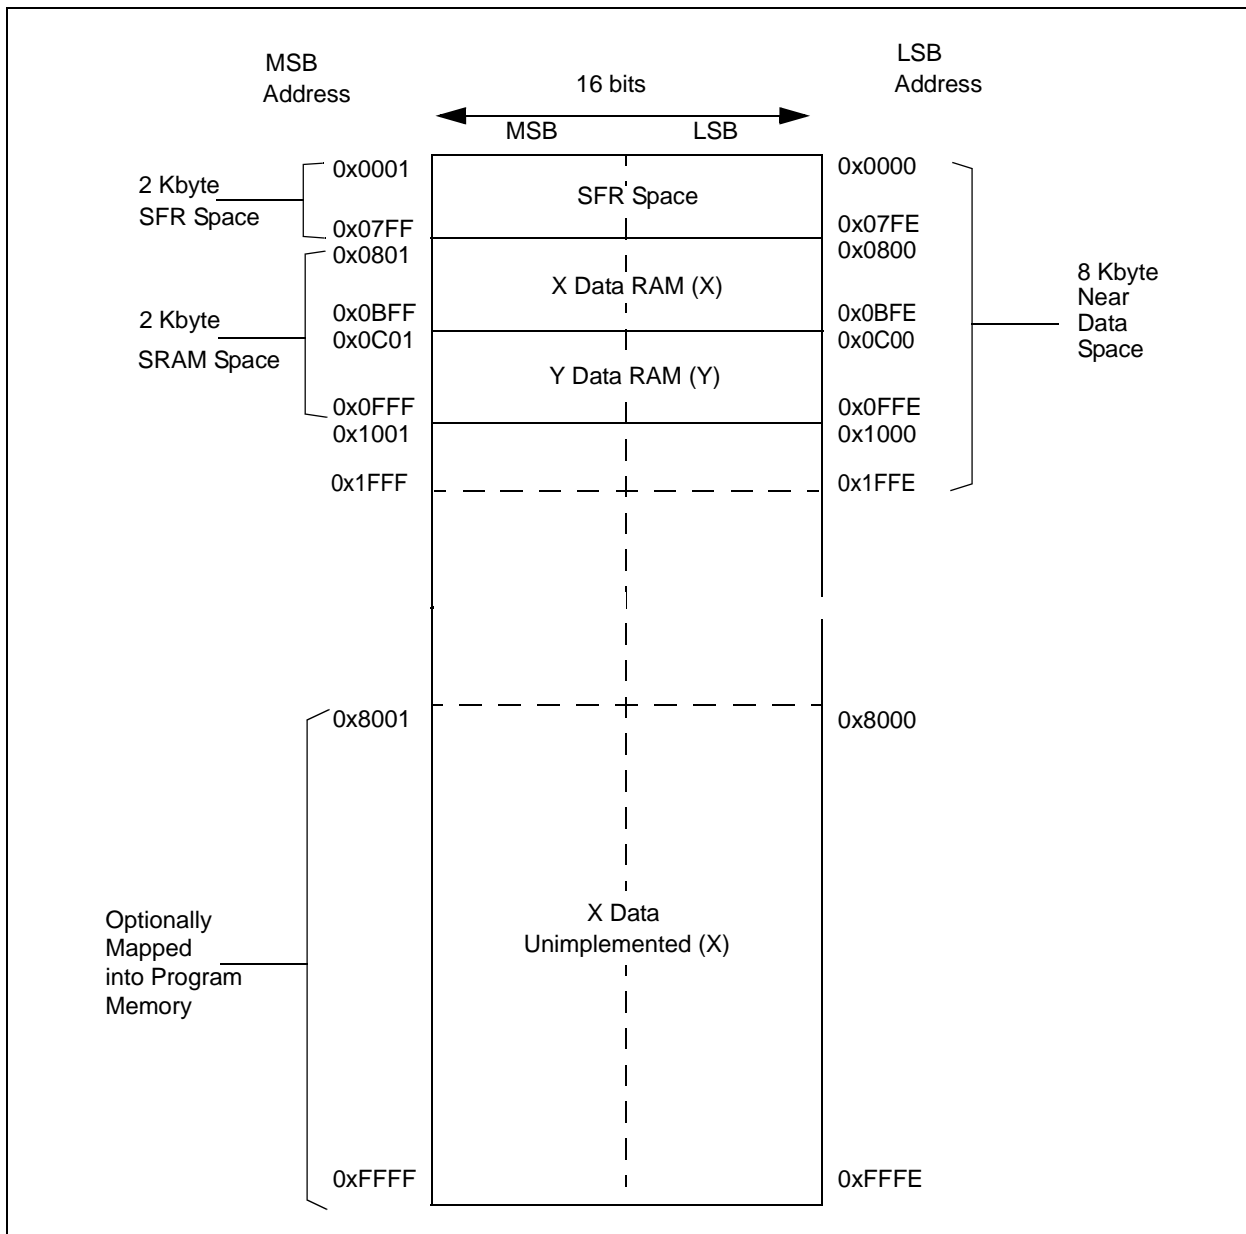 MSB
Address
16 bits
LSB
Address
MSB
LSB
0x0001
0x0000
2 Kbyte
SFR Space
SFR Space
0x07FF
0x07FE
0x0801
0x0800
X Data RAM (X)
8 Kbyte
Near
Data
Space
2 Kbyte
SRAM Space
0x0BFF
0x0BFE
0x0C01
0x0C00
Y Data RAM (Y)
0x0FFF
0x0FFE
0x1001
0x1000
0x1FFF
0x1FFE
0x8001
0x8000
Optionally
Mapped
into Program
Memory
X Data
Unimplemented (X)
0xFFFF
0xFFFE